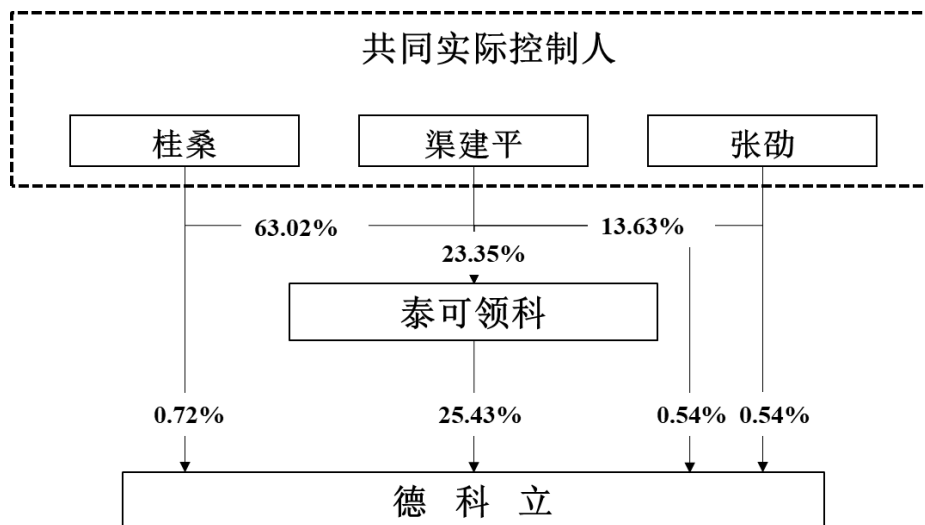 共同实际控制人
桂桑
渠建平
张劭
63.02%
13.63%
23.35%
泰可领科
0.72%
25.43%
0.54%
0.54%
德科立